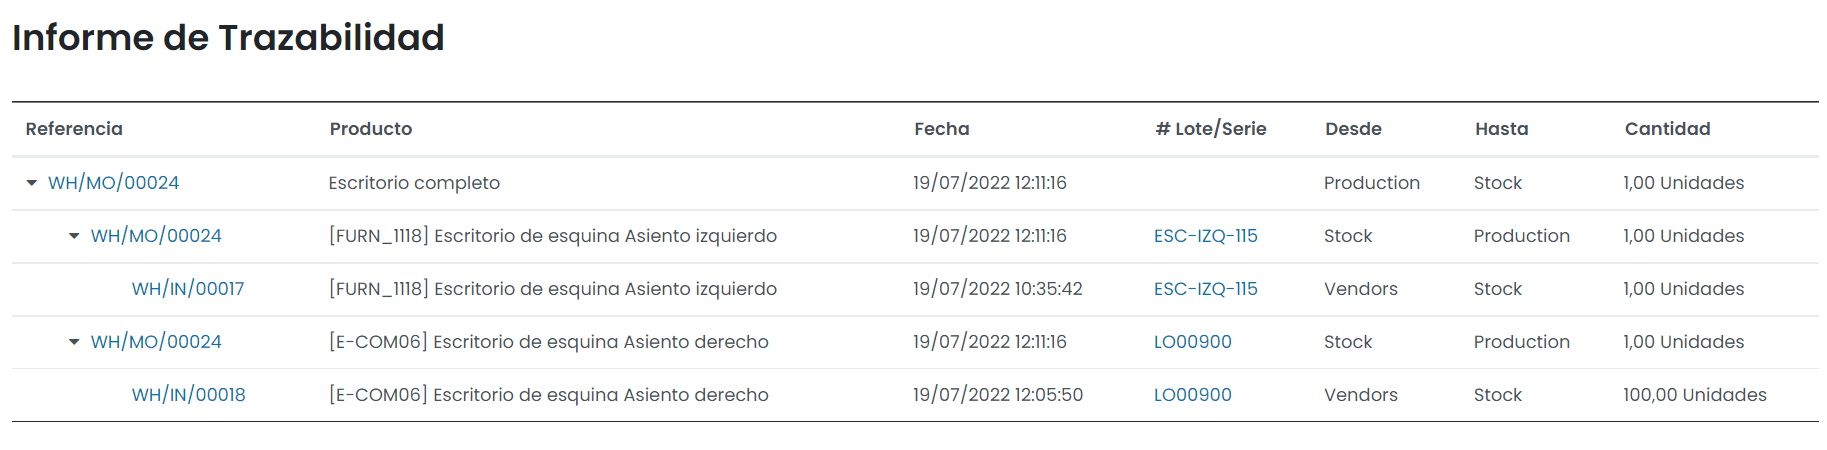 Informe de Trazabilidad
Referencia Producto Fecha # Lote/Serie Desde Hasta Cantidad
WH/MO/00024 Escritorio completo 19/07/2022 12:11:16 Production Stock 1,00 Unidades
WH/MO/00024 [FURN_1118] Escritorio de esquina Asiento izquierdo 19/07/2022 12:11:16 ESC-IZQ-115 Stock Production 1,00 Unidades
WH/IN/00017 [FURN_1118] Escritorio de esquina Asiento izquierdo 19/07/2022 10:35:42 ESC-IZQ-115 Vendors Stock 1,00 Unidades
WH/MO/00024 [E-COM06] Escritorio de esquina Asiento derecho 19/07/2022 12:11:16 LO00900 Stock Production 1,00 Unidades
WH/IN/00018 [E-COM06] Escritorio de esquina Asiento derecho 19/07/2022 12:05:50 LO00900 Vendors Stock 100,00 Unidades